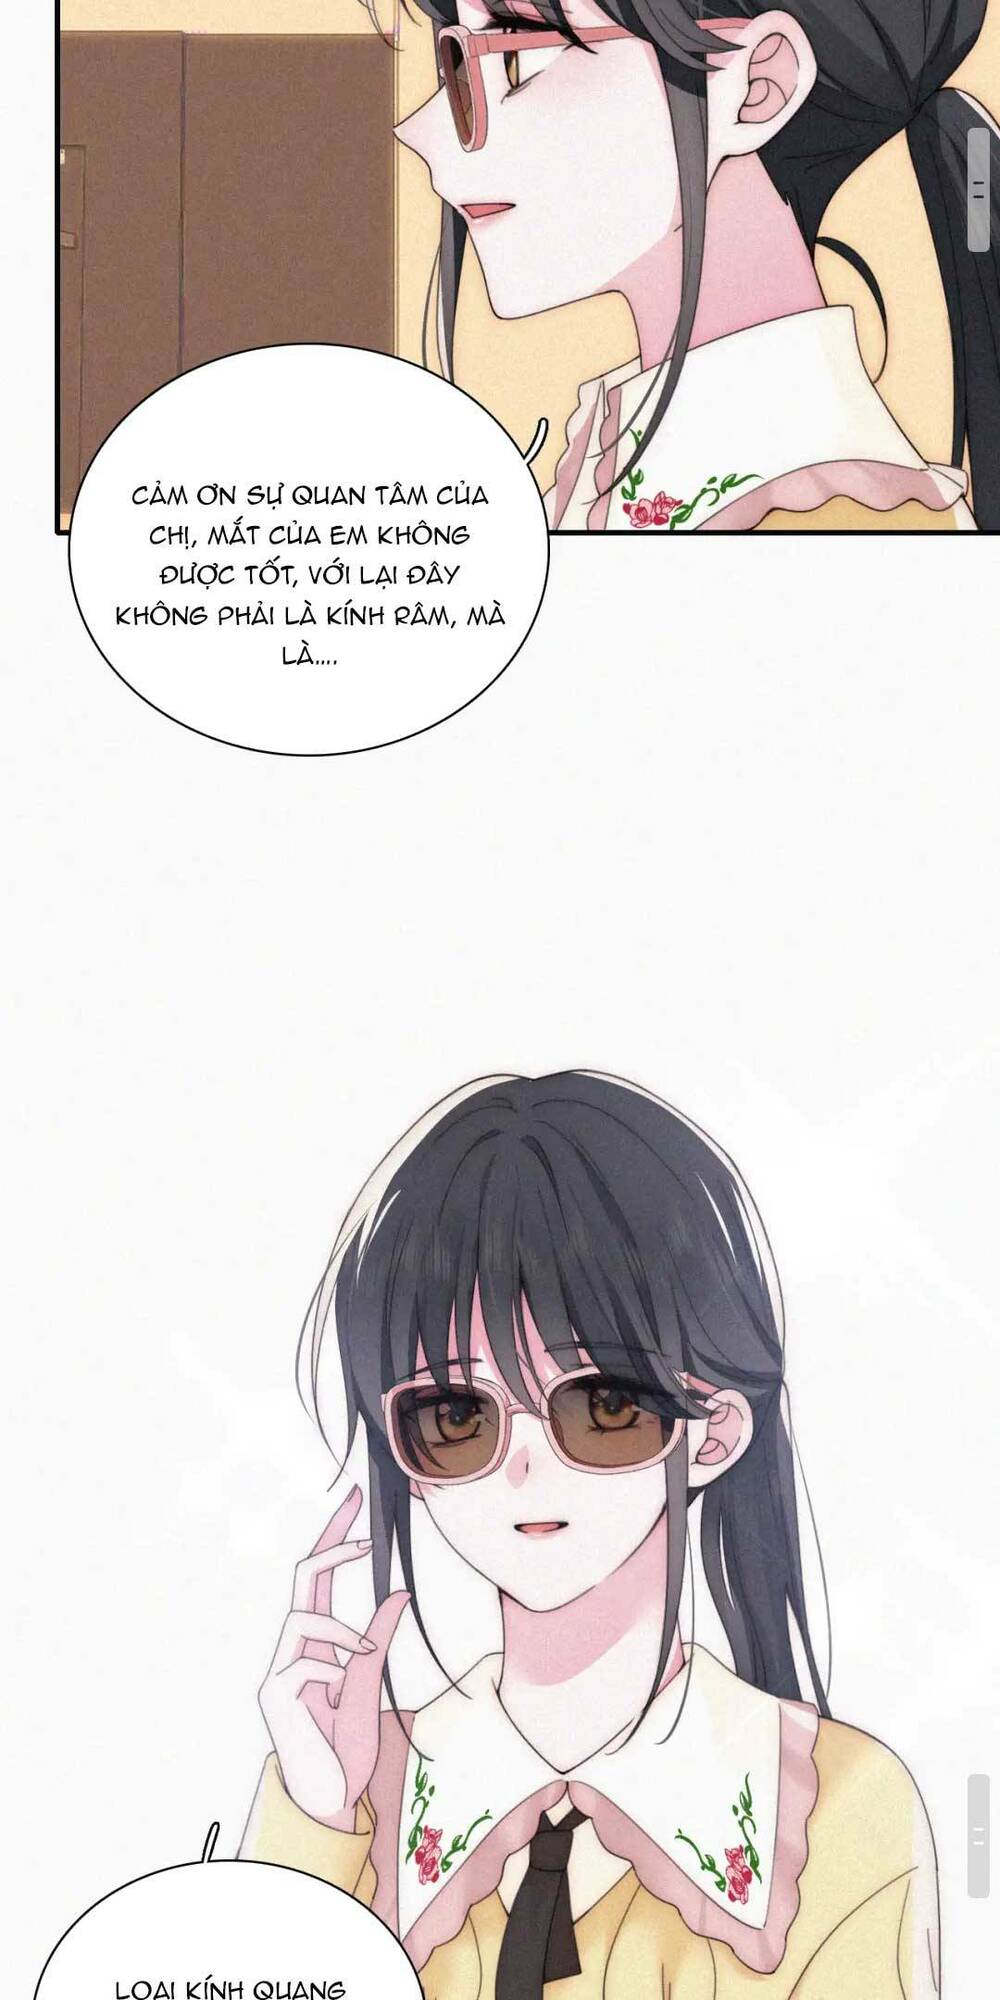 CẢM ƠN SỰ QUAN TÂM CỦA
CHỊ, MẮT CỦA EM KHÔNG
ĐƯỢC TỐT, VỚI LẠI ĐÂY
KHÔNG PHẢI LÀ KÍNH RÂM, MÀ
LÀ....
LOẠI KÍNH QUANG